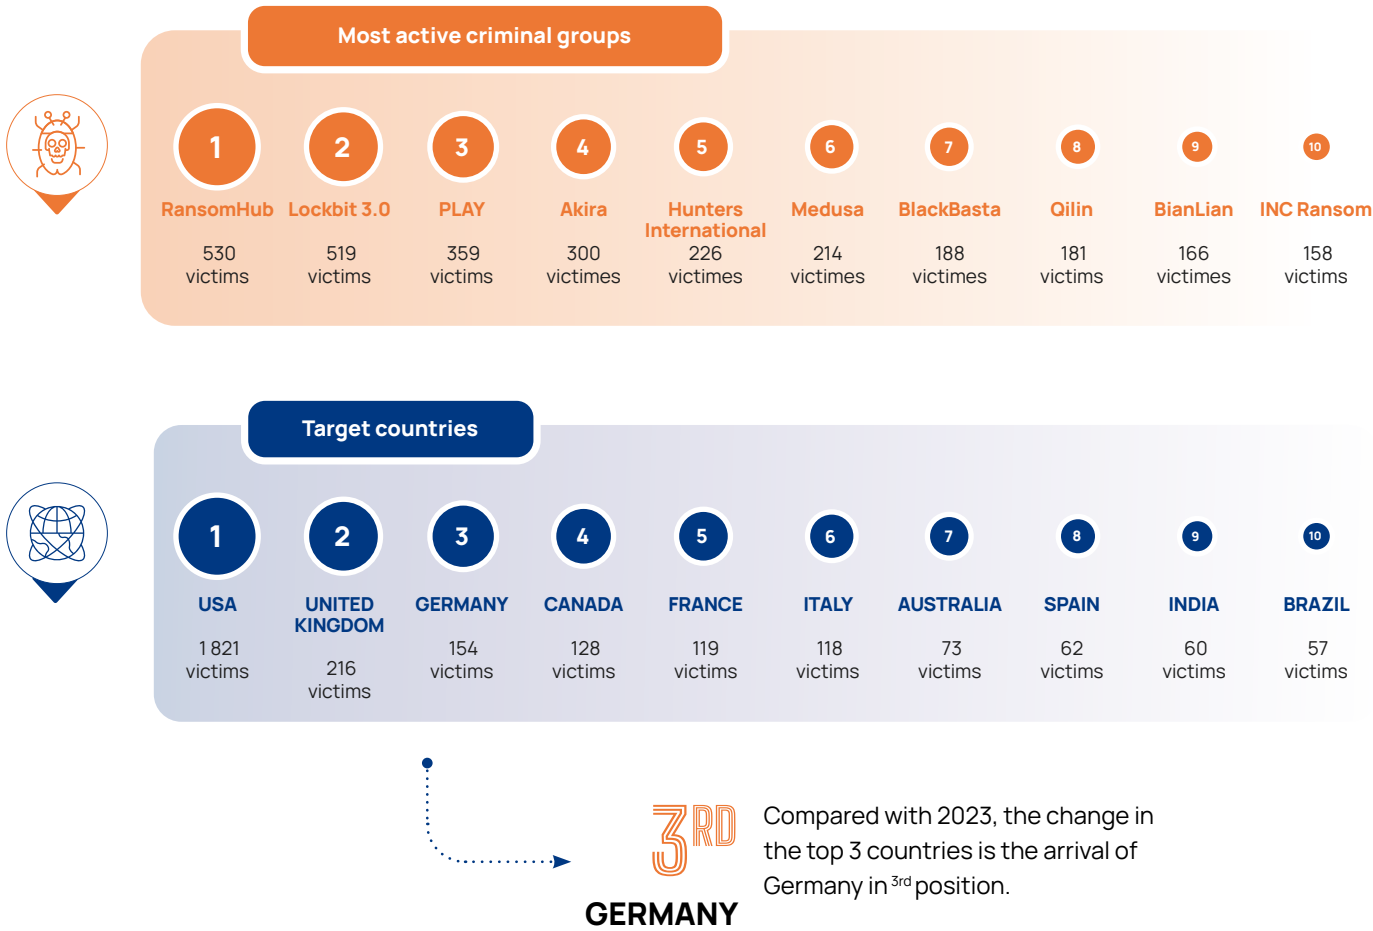 Most active criminal groups
1 2 3 4 5 6 7 8 9 10
RansomHub Lockbit 3.0 PLAY Akira Hunters Medusa BlackBasta Qilin BianLian INC Ransom
International
530 519 359 300 226 214 188 181 166 158
victims victims victims victimes victimes victimes victimes victims victimes victims
Target countries
1 2 3 4 5 6 7 8 9 10
USA UNITED GERMANY CANADA FRANCE ITALY AUSTRALIA SPAIN INDIA BRAZIL
KINGDOM
1 821 154 128 119 118 73 62 60 57
victims victims victims victims victims victims victims victims victims
216
victims
3RD
GERMANY
Compared with 2023, the change in
the top 3 countries is the arrival of
Germany in 3rd position.